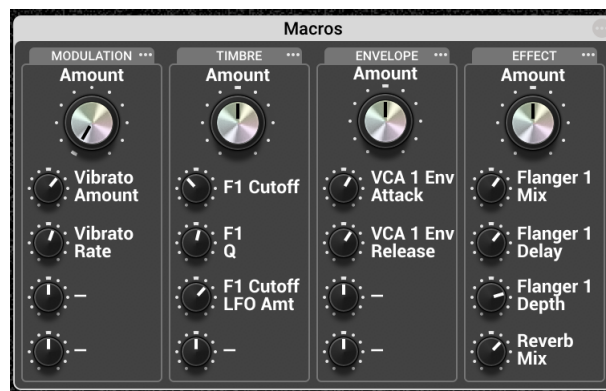 Macros
MODULATION
Amount
Vibrato
Amount
Vibrato
Rate
–
–
TIMBRE
Amount
F1 Cutoff
F1
Q
F1 Cutoff
LFO Amt
–
ENVELOPE
Amount
VCA 1 Env
Attack
VCA 1 Env
Release
–
–
EFFECT
Amount
Flanger 1
Mix
Flanger 1
Delay
Flanger 1
Depth
Reverb
Mix